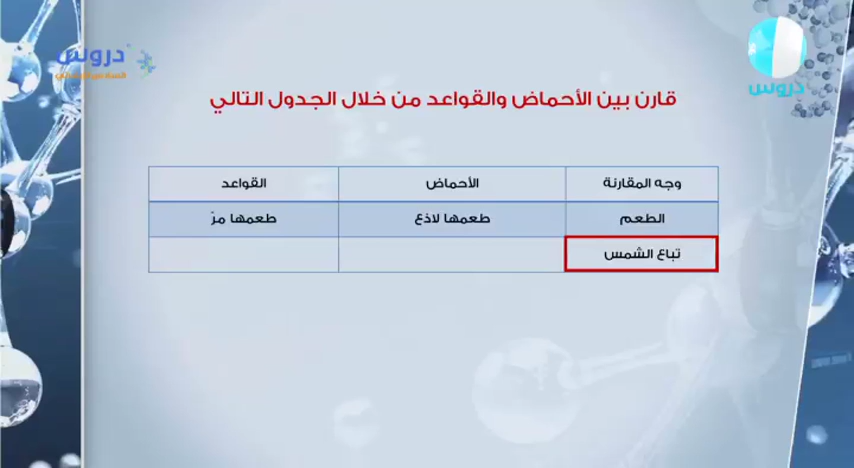 دروس
دروس
قارن بين الأحماض والقواعد من خلال الجدول التالي
وجه المقارنة الأحماض القواعد
الطعم طعمها لاذع طعمها مرّ
تباع الشمس